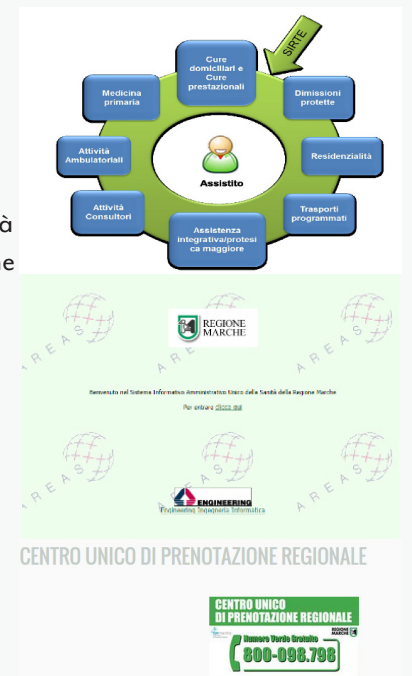 SIRTE
Cure
domiciliari e
Cure
prestazionali
Medicina
primaria
Dimissioni
protette
Attività
Ambulatoriali
Residenzialità
Assistito
Attività
Consultori
Trasporti
programmati
Assistenza
integrativa/protesi
ca maggiore
à
ne
REGIONE
MARCHE
AREAS
AREAS
AREAS
Benvenuto nel Sistema Informativo Amministrativo Unico della Sanità della Regione Marche
Per entrare clicca qui
AREAS
AREAS
AREAS
ENGINEERING
Engineering Ingegneria Informatica
CENTRO UNICO DI PRENOTAZIONE REGIONALE
CENTRO UNICO
DI PRENOTAZIONE REGIONALE
REGIONE
MARCHE
Numero Verde Gratuito
800-098.798